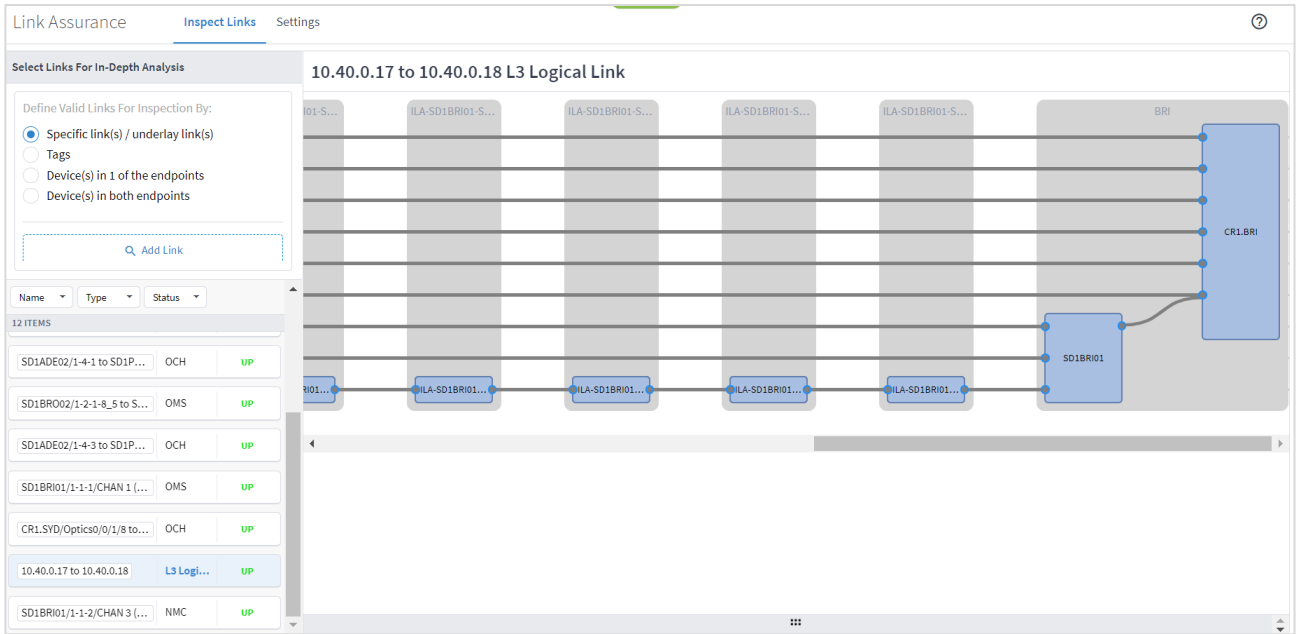 Link Assurance
Inspect Links
Settings
Select Links For In-Depth Analysis
Define Valid Links For Inspection By:
Specific link(s) / underlay link(s)
Tags
Device(s) in 1 of the endpoints
Device(s) in both endpoints
Add Link
Name
Type
Status
12 ITEMS
SD1ADE02/1-4-1 to SD1P... OCH UP
SD1BRO02/1-2-1-8_5 to S... OMS UP
SD1ADE02/1-4-3 to SD1P... OCH UP
SD1BRI01/1-1-1/CHAN 1 (... OMS UP
CR1.SYD/Optics0/0/1/8 to... OCH UP
10.40.0.17 to 10.40.0.18 L3 Logi... UP
SD1BRI01/1-1-2/CHAN 3 (... NMC UP
10.40.0.17 to 10.40.0.18 L3 Logical Link
I01-S... ILA-SD1BRI01-S... ILA-SD1BRI01-S... ILA-SD1BRI01-S... ILA-SD1BRI01-S... BRI
CR1.BRI
SD1BRI01
RI01... ILA-SD1BRI01... ILA-SD1BRI01... ILA-SD1BRI01... ILA-SD1BRI01...